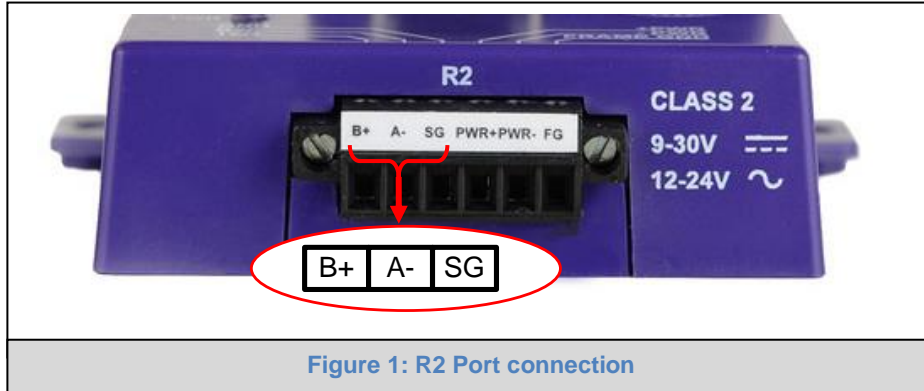 R2
B+ A- SG PWR+ PWR- FG
CLASS 2
9-30V
12-24V
B+ A- SG
Figure 1: R2 Port connection